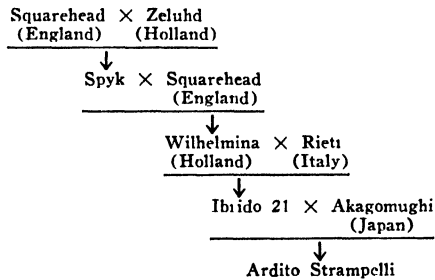 Squarehead × Zeluhd
(England) (Holland)
Spyk × Squarehead
(England)
Wilhelmina × Rieti
(Holland) (Italy)
Ibrido 21 × Akagomughi
(Japan)
Ardito Strampelli